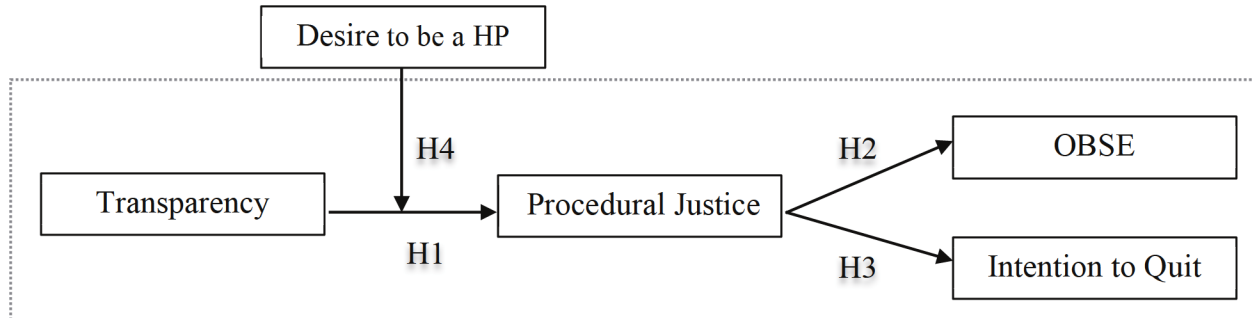 Desire to be a HP
H4
H2
OBSE
Transparency
Procedural Justice
H1
H3
Intention to Quit